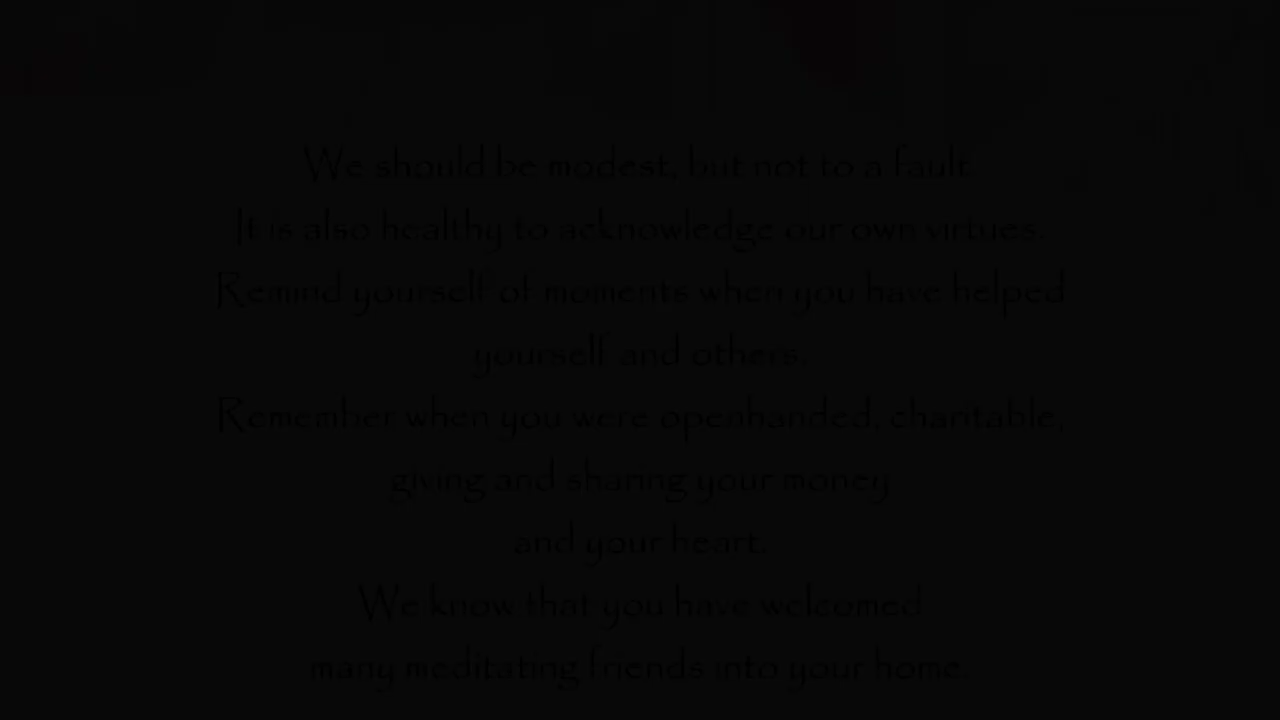 We should be modest, but not to a fault.
It is also healthy to acknowledge our own virtues.
Remind yourself of moments when you have helped
yourself and others.
Remember when you were openhanded, charitable,
giving and sharing your money
and your heart.
We know that you have welcomed
many meditating friends into your home.